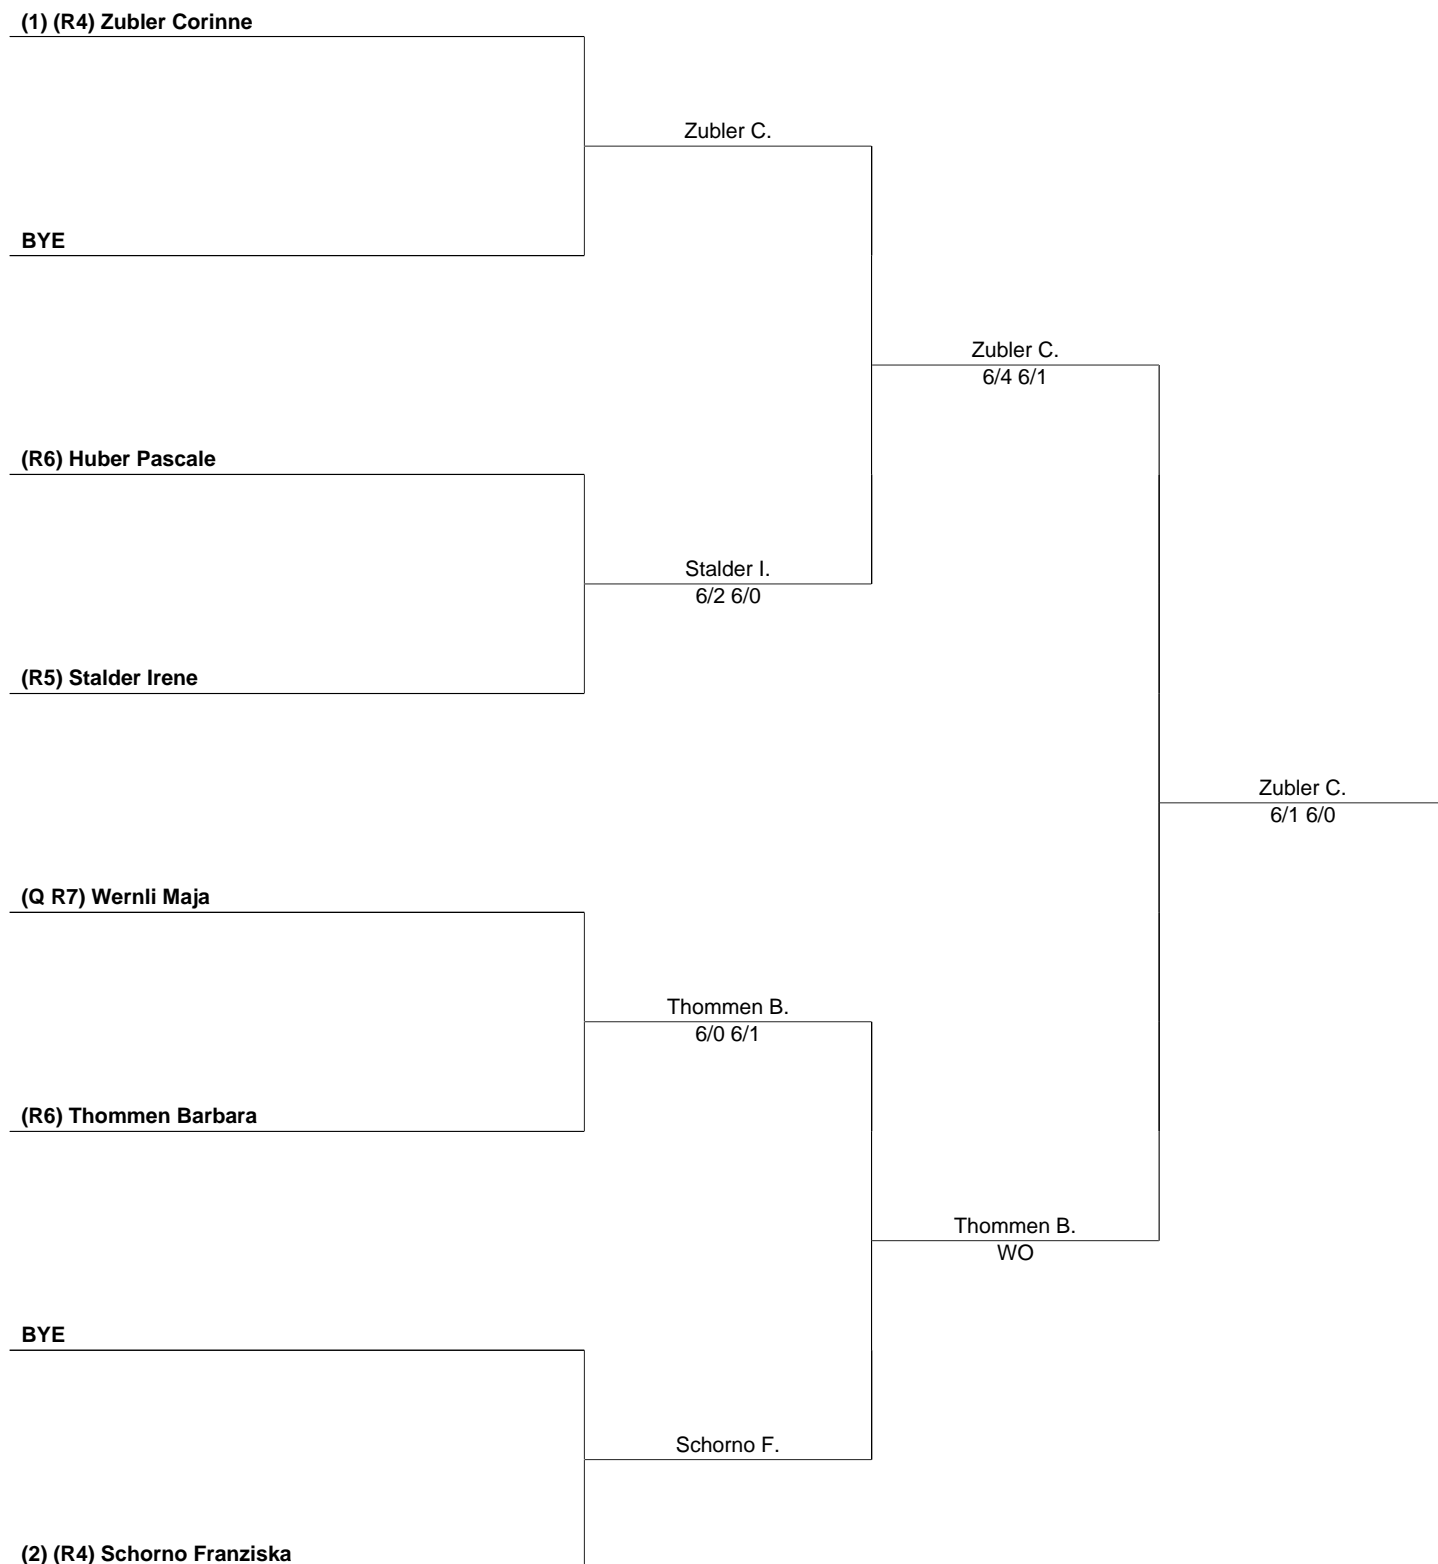 (1) (R4) Zubler Corinne
Zubler C.
BYE
Zubler C.
6/4 6/1
(R6) Huber Pascale
Stalder I.
6/2 6/0
(R5) Stalder Irene
Zubler C.
6/1 6/0
(Q R7) Wernli Maja
Thommen B.
6/0 6/1
(R6) Thommen Barbara
Thommen B.
WO
BYE
Schorno F.
(2) (R4) Schorno Franziska